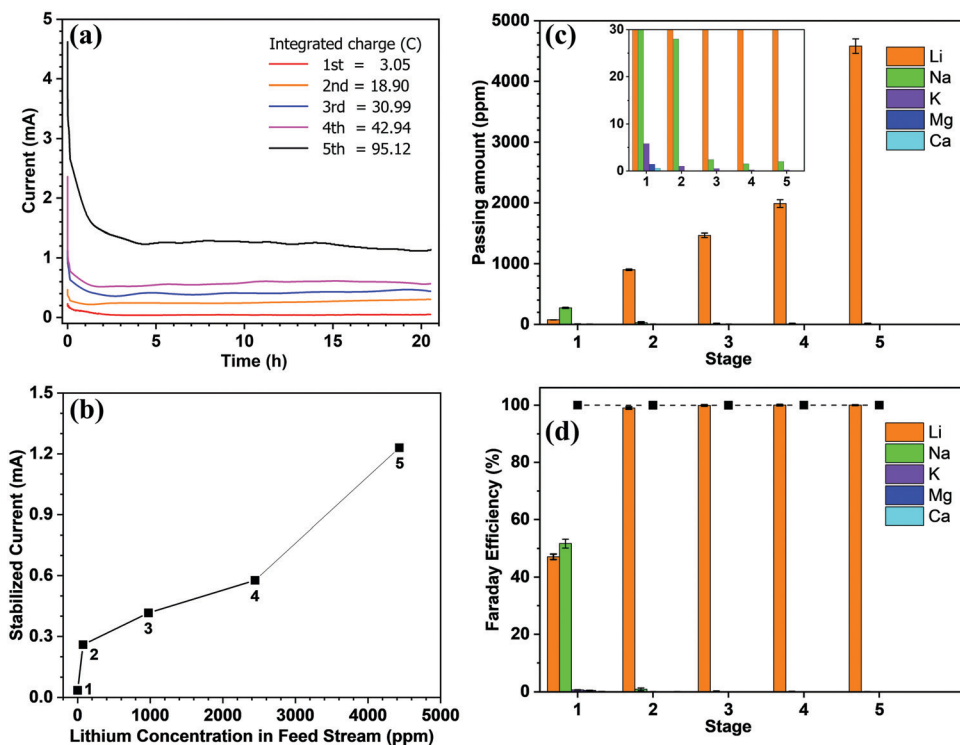 (a)
Integrated charge (C)
1st = 3.05
2nd = 18.90
3rd = 30.99
4th = 42.94
5th = 95.12
5
4
3
2
1
0
Current (mA)
0 5 10 15 20
Time (h)
(c)
Li
Na
K
Mg
Ca
30
20
10
0
1 2 3 4 5
5000
4000
3000
2000
1000
0
Passing amount (ppm)
1 2 3 4 5
Stage
(b)
1.5
1.2
0.9
0.6
0.3
0.0
Stabilized Current (mA)
1
2
3
4
5
0 1000 2000 3000 4000 5000
Lithium Concentration in Feed Stream (ppm)
(d)
Li
Na
K
Mg
Ca
100
80
60
40
20
0
Faraday Efficiency (%)
1 2 3 4 5
Stage